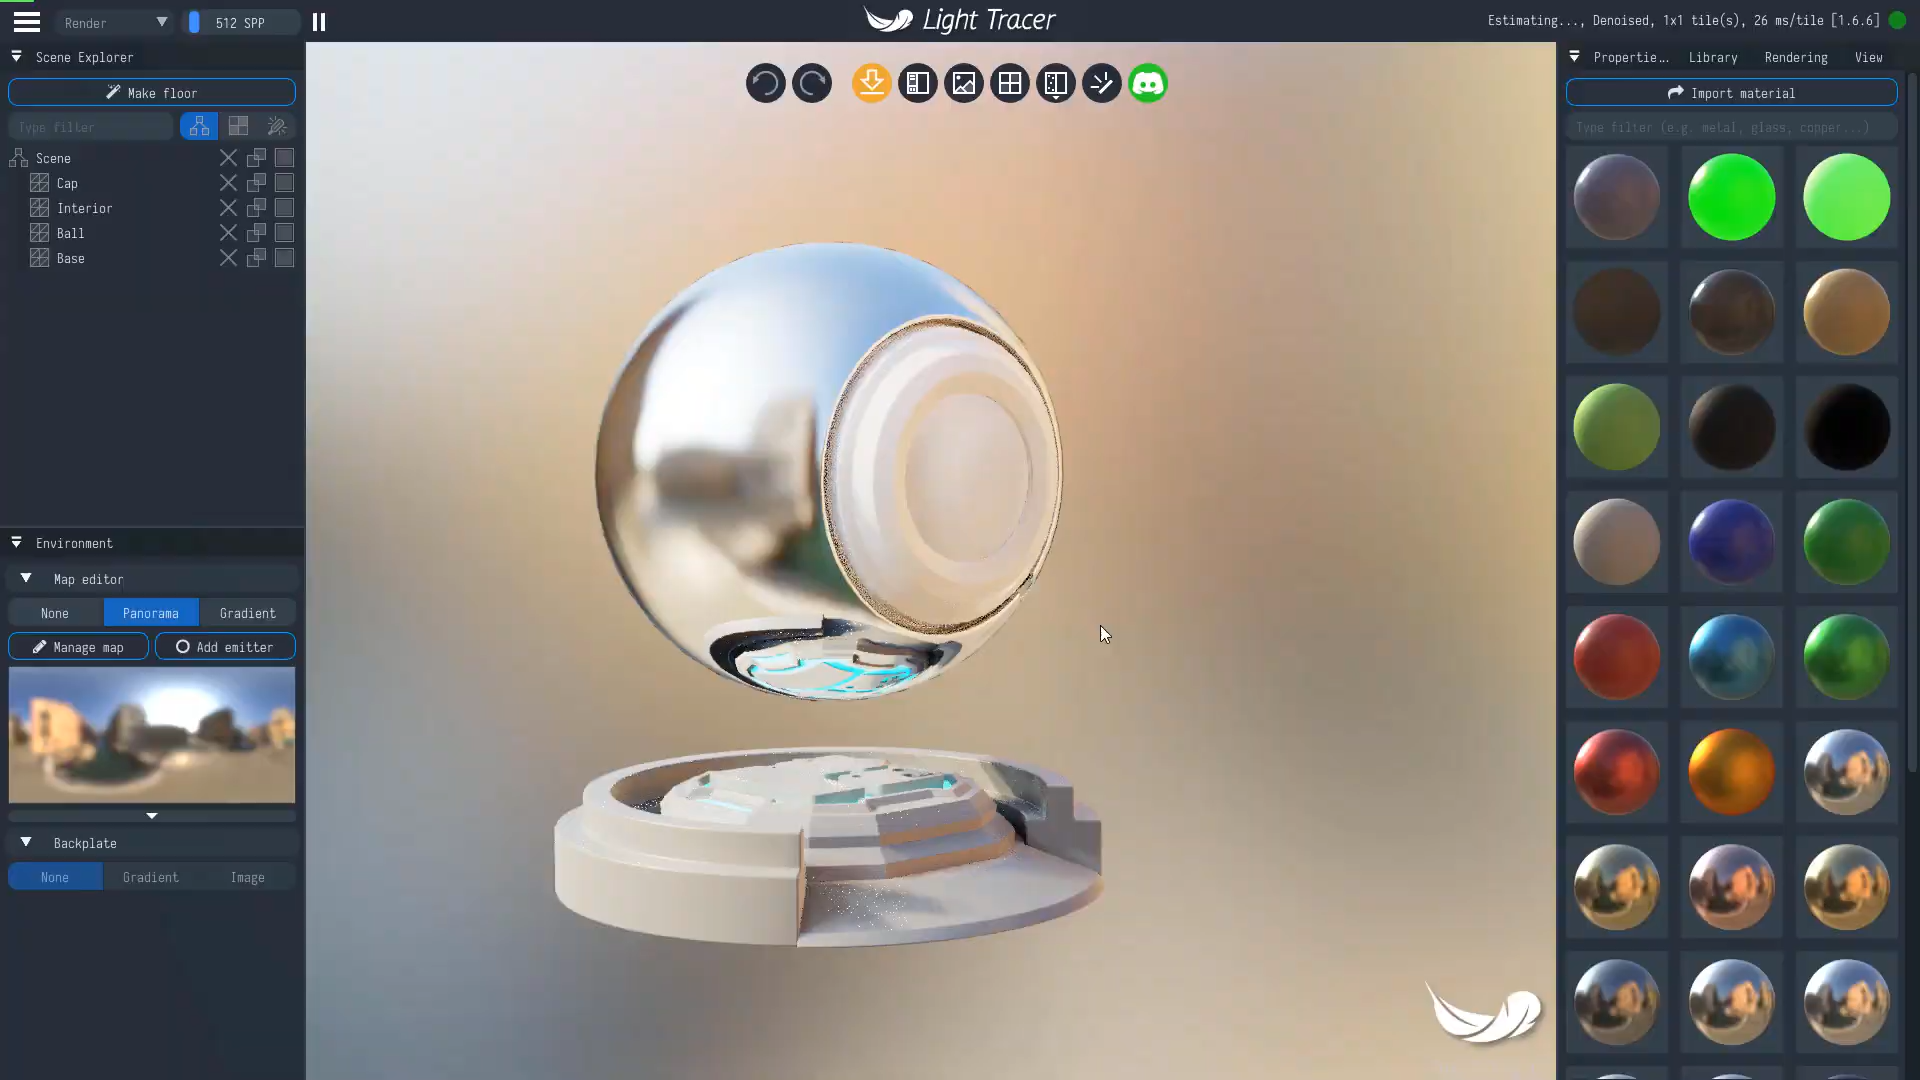 Render
512 SPP
Light Tracer
Estimating..., Denoised, 1x1 tile(s), 26 ms/tile [1.6.6]
Scene Explorer
Propertie...
Library
Rendering
View
Make floor
Import material
Type filter
Type filter (e.g. metal, glass, copper...)
Scene
Cap
Interior
Ball
Base
Environment
Map editor
None
Panorama
Gradient
Manage map
Add emitter
Backplate
None
Gradient
Image